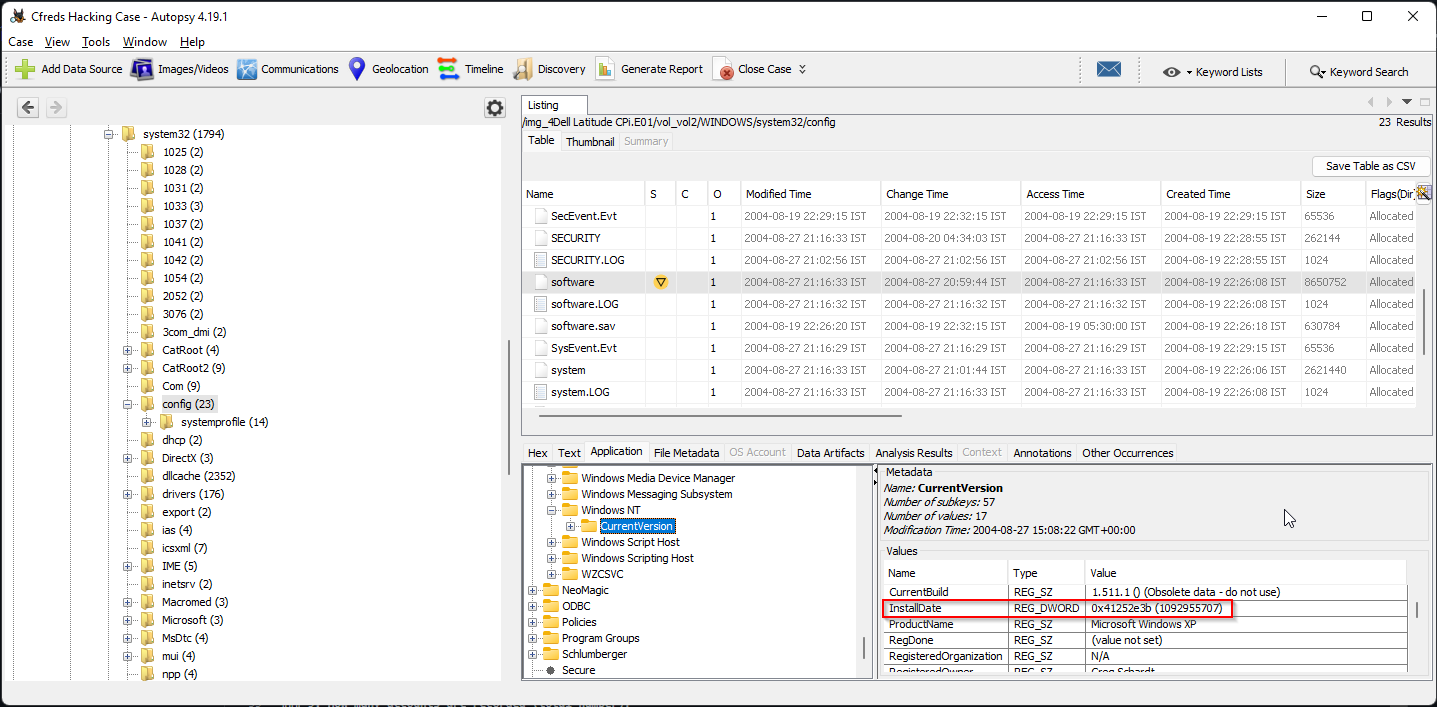 Cfreds Hacking Case - Autopsy 4.19.1
Case View Tools Window Help
Add Data Source Images/Videos Communications Geolocation Timeline Discovery Generate Report Close Case Keyword Lists Keyword Search
system32 (1794)
1025 (2)
1028 (2)
1031 (2)
1033 (3)
1037 (2)
1041 (2)
1042 (2)
1054 (2)
2052 (2)
3076 (2)
3com_dmi (2)
CatRoot (4)
CatRoot2 (9)
Com (9)
config (23)
systemprofile (14)
dhcp (2)
DirectX (3)
dllcache (2352)
drivers (176)
export (2)
ias (4)
icsxml (7)
IME (5)
inetsrv (2)
Macromed (3)
Microsoft (3)
MsDtc (4)
mui (4)
npp (4)
Listing
/img_4Dell Latitude CPi.E01/vol_vol2/WINDOWS/system32/config 23 Results
Table Thumbnail Summary
Save Table as CSV
Name S C O Modified Time Change Time Access Time Created Time Size Flags(Dir)
SecEvent.Evt 1 2004-08-19 22:29:15 IST 2004-08-19 22:32:15 IST 2004-08-19 22:29:15 IST 2004-08-19 22:29:15 IST 65536 Allocated
SECURITY 1 2004-08-27 21:16:33 IST 2004-08-20 04:34:03 IST 2004-08-27 21:16:33 IST 2004-08-19 22:28:55 IST 262144 Allocated
SECURITY.LOG 1 2004-08-27 21:02:56 IST 2004-08-27 21:02:56 IST 2004-08-27 21:02:56 IST 2004-08-19 22:28:55 IST 1024 Allocated
software 1 2004-08-27 21:16:33 IST 2004-08-27 20:59:44 IST 2004-08-27 21:16:33 IST 2004-08-19 22:26:08 IST 8650752 Allocated
software.LOG 1 2004-08-27 21:16:32 IST 2004-08-27 21:16:32 IST 2004-08-27 21:16:32 IST 2004-08-19 22:26:08 IST 1024 Allocated
software.sav 1 2004-08-19 22:26:20 IST 2004-08-19 22:32:15 IST 2004-08-19 05:30:00 IST 2004-08-19 22:26:18 IST 630784 Allocated
SysEvent.Evt 1 2004-08-27 21:16:29 IST 2004-08-27 21:16:29 IST 2004-08-27 21:16:29 IST 2004-08-19 22:29:15 IST 65536 Allocated
system 1 2004-08-27 21:16:33 IST 2004-08-27 21:01:44 IST 2004-08-27 21:16:33 IST 2004-08-19 22:26:06 IST 2621440 Allocated
system.LOG 1 2004-08-27 21:16:33 IST 2004-08-27 21:16:33 IST 2004-08-27 21:16:33 IST 2004-08-19 22:26:08 IST 1024 Allocated
Hex Text Application File Metadata OS Account Data Artifacts Analysis Results Context Annotations Other Occurrences
Windows Media Device Manager
Windows Messaging Subsystem
Windows NT
CurrentVersion
Windows Script Host
Windows Scripting Host
WZCSVC
NeoMagic
ODBC
Policies
Program Groups
Schlumberger
Secure
Metadata
Name: CurrentVersion
Number of subkeys: 57
Number of values: 17
Modification Time: 2004-08-27 15:08:22 GMT+00:00
Values
Name Type Value
CurrentBuild REG_SZ 1.511.1 () (Obsolete data - do not use)
InstallDate REG_DWORD 0x41252e3b (1092955707)
ProductName REG_SZ Microsoft Windows XP
RegDone REG_SZ (value not set)
RegisteredOrganization REG_SZ N/A
RegisteredOwner REG_SZ Greg Schardt